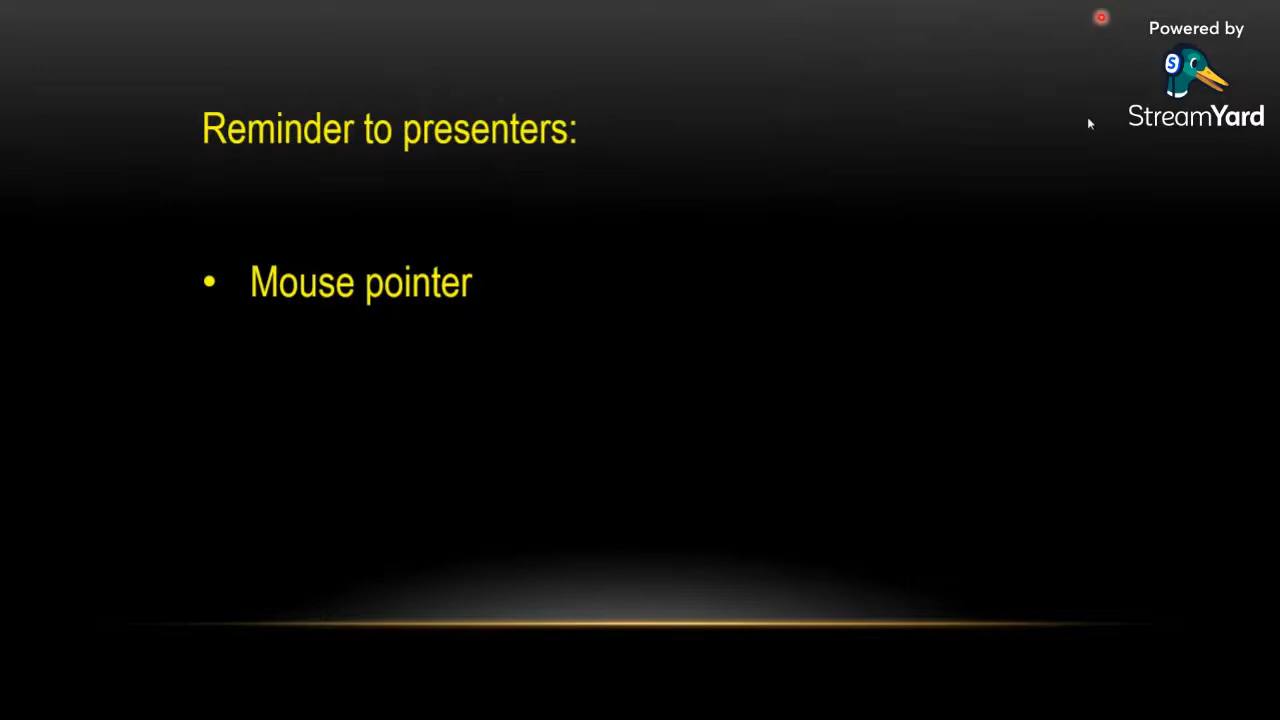 Powered by
S
StreamYard
Reminder to presenters:
• Mouse pointer